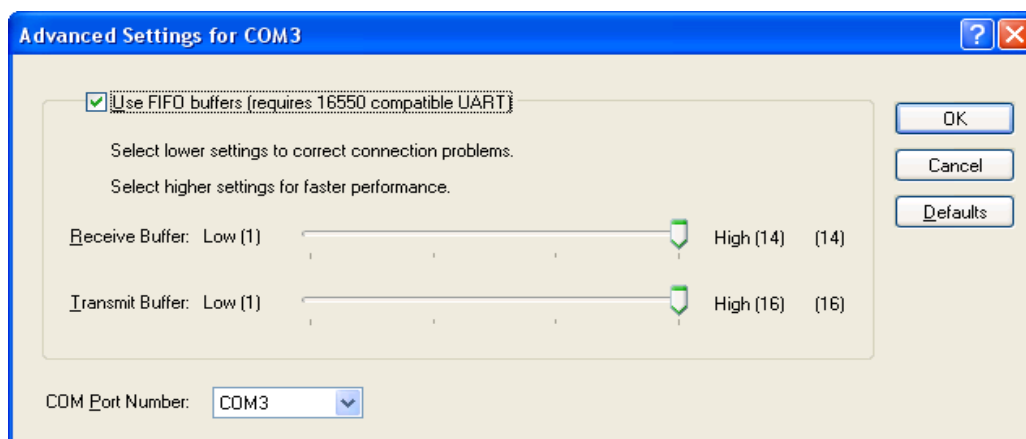 Advanced Settings for COM3
Use FIFO buffers (requires 16550 compatible UART)
OK
Select lower settings to correct connection problems.
Cancel
Select higher settings for faster performance.
Defaults
Receive Buffer: Low (1) High (14) (14)
Transmit Buffer: Low (1) High (16) (16)
COM Port Number: COM3